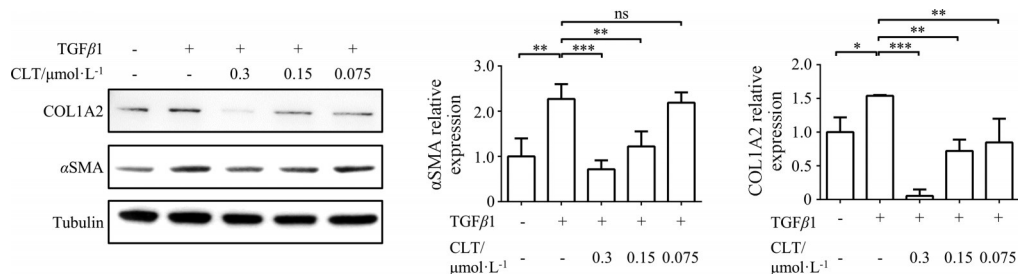 TGFβ1 - + + + +
CLT/μmol·L⁻¹ - - 0.3 0.15 0.075
COL1A2
αSMA
Tubulin
ns
**
** ***
αSMA relative
expression
3.0
2.0
1.0
0
TGFβ1 - + + + +
CLT/
μmol·L⁻¹ - - 0.3 0.15 0.075
**
**
* ***
COL1A2 relative
expression
2.0
1.5
1.0
0.5
0
TGFβ1 - + + + +
CLT/
μmol·L⁻¹ - - 0.3 0.15 0.075